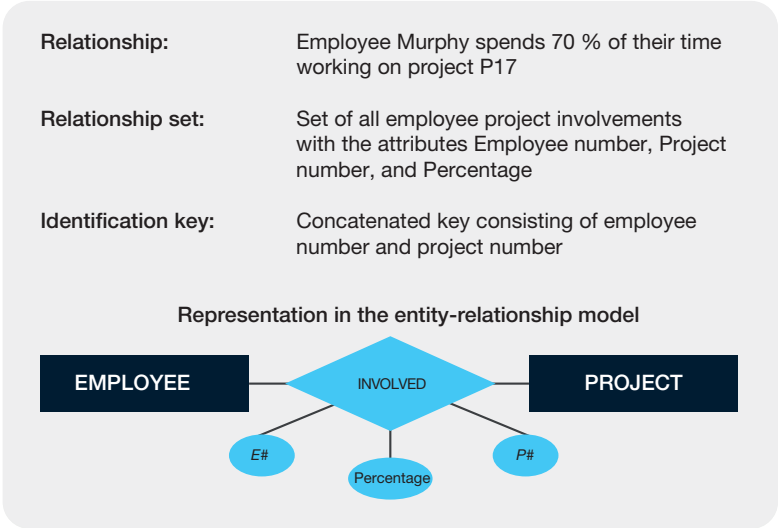 Relationship: Employee Murphy spends 70 % of their time
working on project P17
Relationship set: Set of all employee project involvements
with the attributes Employee number, Project
number, and Percentage
Identification key: Concatenated key consisting of employee
number and project number
Representation in the entity-relationship model
EMPLOYEE INVOLVED PROJECT
E# P#
Percentage